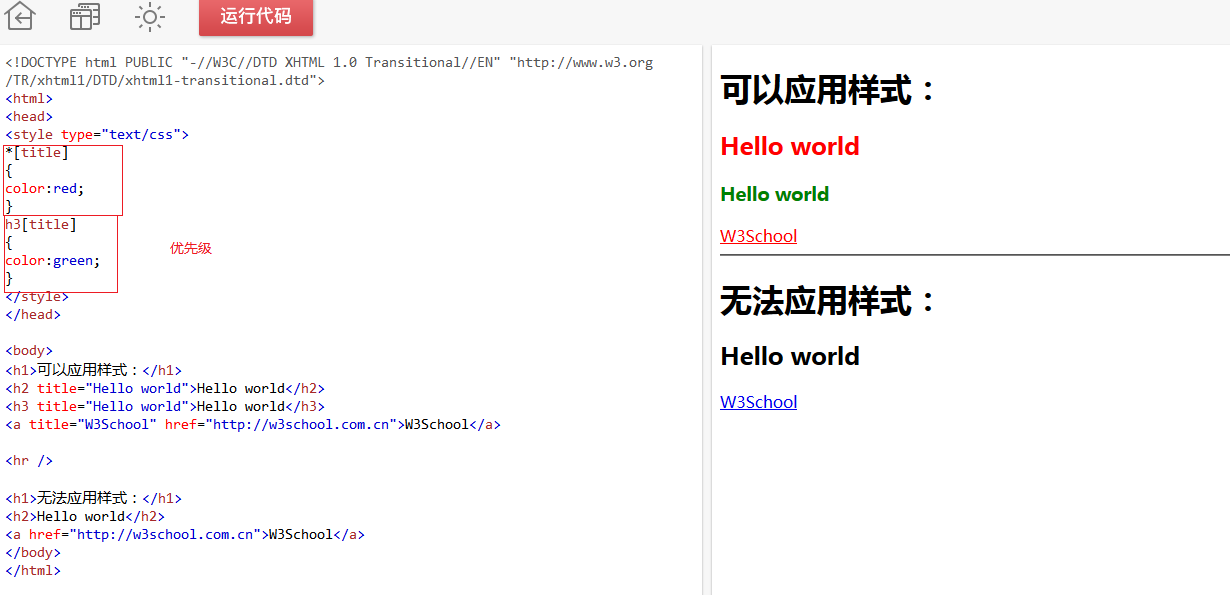 运行代码
<!DOCTYPE html PUBLIC "-//W3C//DTD XHTML 1.0 Transitional//EN" "http://www.w3.org
/TR/xhtml1/DTD/xhtml1-transitional.dtd">
<html>
<head>
<style type="text/css">
*[title]
{
color:red;
}
h3[title]
{
优先级
color:green;
}
</style>
</head>
<body>
<h1>可以应用样式：</h1>
<h2 title="Hello world">Hello world</h2>
<h3 title="Hello world">Hello world</h3>
<a title="W3School" href="http://w3school.com.cn">W3School</a>
<hr />
<h1>无法应用样式：</h1>
<h2>Hello world</h2>
<a href="http://w3school.com.cn">W3School</a>
</body>
</html>
可以应用样式：
Hello world
Hello world
W3School
无法应用样式：
Hello world
W3School